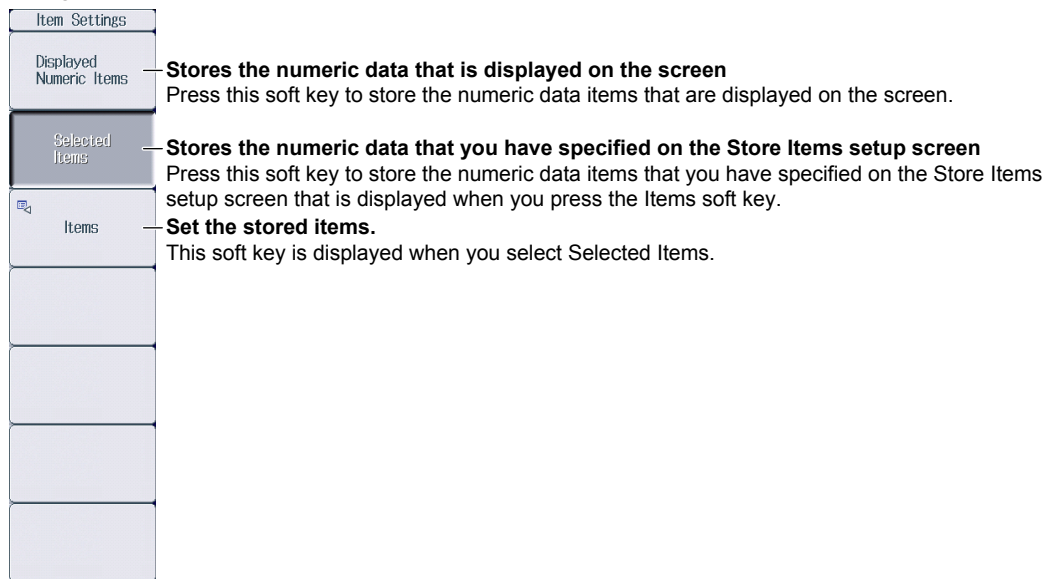 Item Settings
Displayed
Numeric Items
Stores the numeric data that is displayed on the screen
Press this soft key to store the numeric data items that are displayed on the screen.
Selected
Items
Stores the numeric data that you have specified on the Store Items setup screen
Press this soft key to store the numeric data items that you have specified on the Store Items
setup screen that is displayed when you press the Items soft key.
Items
Set the stored items.
This soft key is displayed when you select Selected Items.